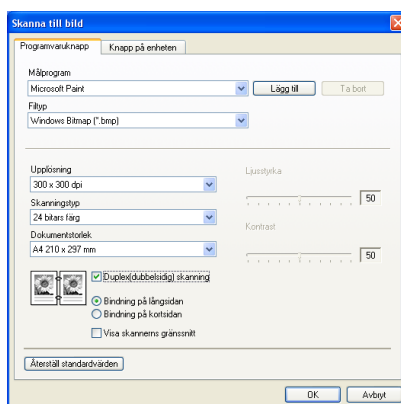 Skanna till bild
Programvaruknapp Knapp på enheten
Målprogram
Microsoft Paint Lägg till Ta bort
Filtyp
Windows Bitmap (*.bmp)
Upplösning Ljusstyrka
300 x 300 dpi 50
Skanningstyp
24 bitars färg
Dokumentstorlek Kontrast
A4 210 x 297 mm 50
Duplex(dubbelsidig) skanning
Bindning på långsidan
Bindning på kortsidan
Visa skannerns gränssnitt
Återställ standardvärden
OK Avbryt